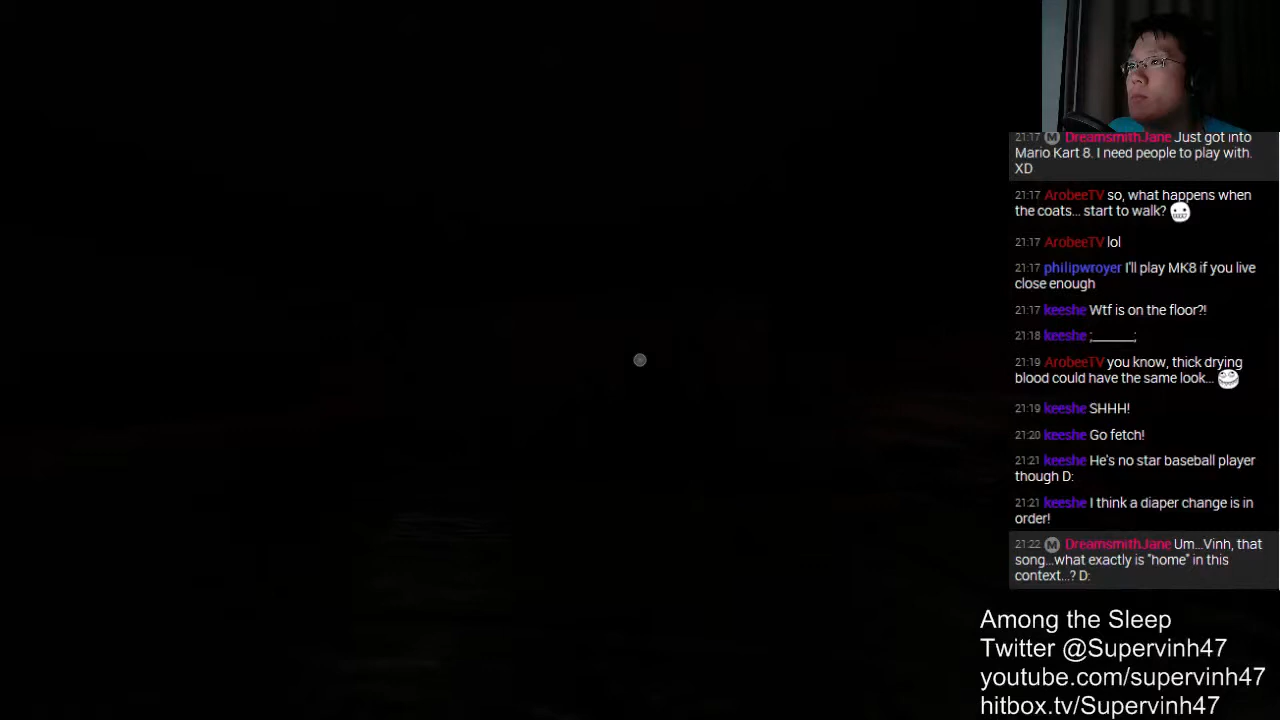 21:17 M DreamsmithJane Just got into
Mario Kart 8. I need people to play with.
XD
21:17 ArobeeTV so, what happens when
the coats... start to walk?
21:17 ArobeeTV lol
21:17 philipwroyer I'll play MK8 if you live
close enough
21:17 keeshe Wtf is on the floor?!
21:18 keeshe ;______;
21:19 ArobeeTV you know, thick drying
blood could have the same look...
21:19 keeshe SHHH!
21:20 keeshe Go fetch!
21:21 keeshe He's no star baseball player
though D:
21:21 keeshe I think a diaper change is in
order!
21:22 M DreamsmithJane Um...Vinh, that
song...what exactly is "home" in this
context...? D:
Among the Sleep
Twitter @Supervinh47
youtube.com/supervinh47
hitbox.tv/Supervinh47